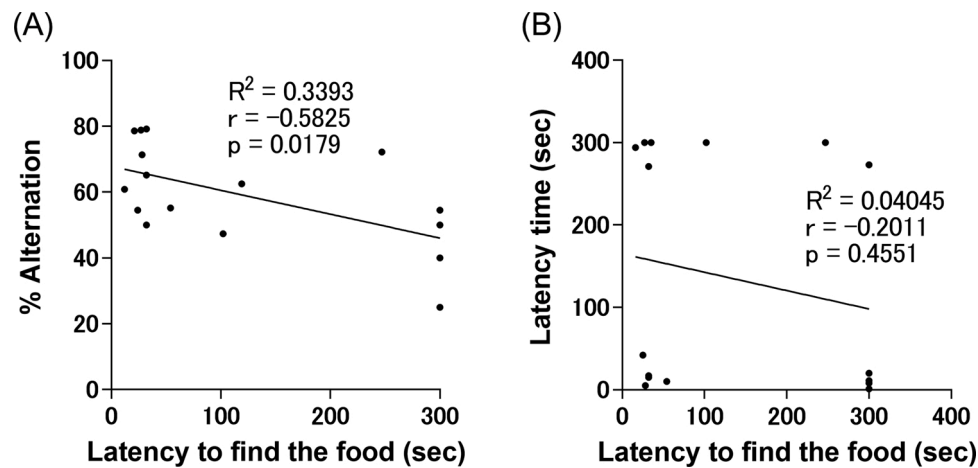 (A)
% Alternation
100
80
60
40
20
0
R² = 0.3393
r = −0.5825
p = 0.0179
0 100 200 300
Latency to find the food (sec)
(B)
Latency time (sec)
400
300
200
100
0
R² = 0.04045
r = −0.2011
p = 0.4551
0 100 200 300 400
Latency to find the food (sec)